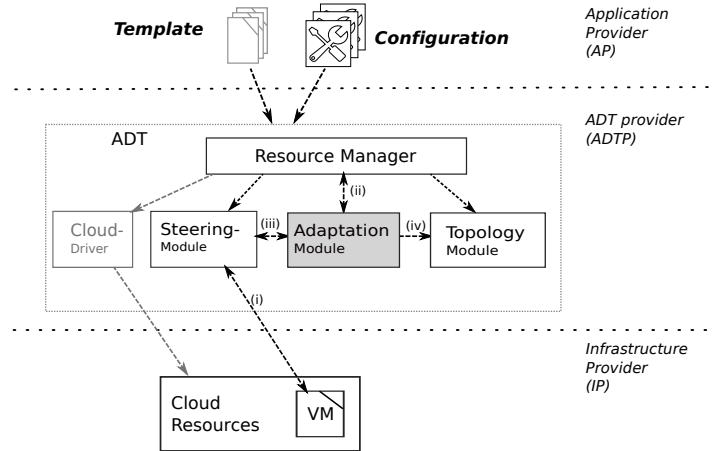 Template
Configuration
Application
Provider
(AP)
ADT provider
(ADTP)
ADT
Resource Manager
(ii)
Cloud-
Driver
Steering-
Module
(iii)
Adaptation
Module
(iv)
Topology
Module
(i)
Infrastructure
Provider
(IP)
Cloud
Resources
VM